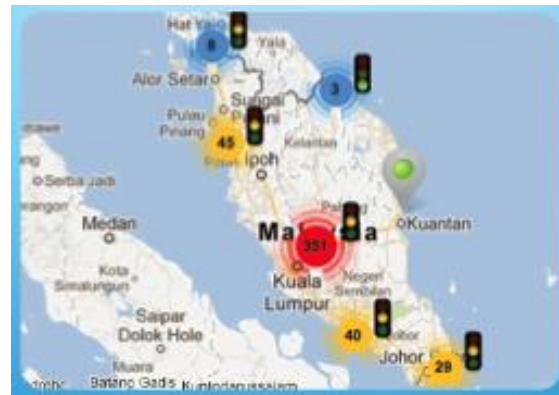 Hat Yai
8
Yala
Alor Setar
3
Sungai
Pulau
Pinang
45
Kelantan
Ipoh
Serba Jadi
Kuantan
Medan
351
Kota
Simalungun
Kuala
Lumpur
Negeri
Sembilan
Saipar
Dolok Hole
40
Johor
29
Muara
Batang Gadis